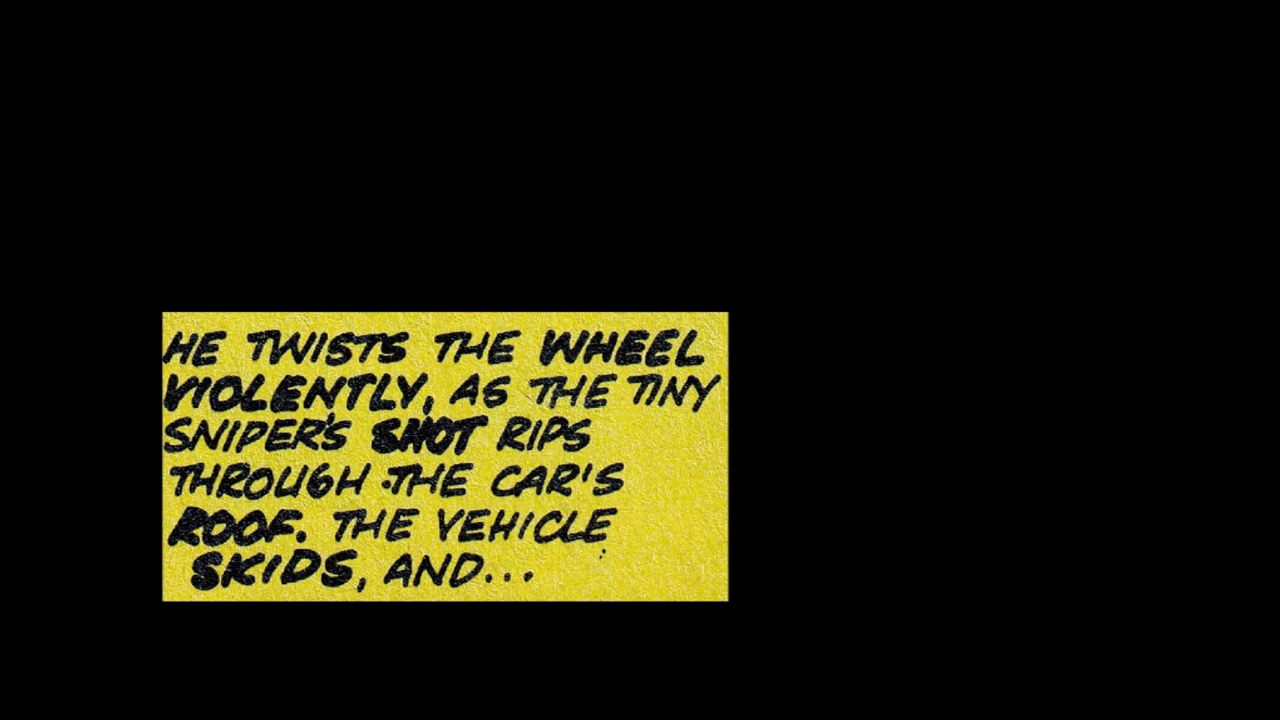 HE TWISTS THE WHEEL
VIOLENTLY, AS THE TINY
SNIPER'S SHOT RIPS
THROUGH THE CAR'S
ROOF. THE VEHICLE
SKIDS, AND...